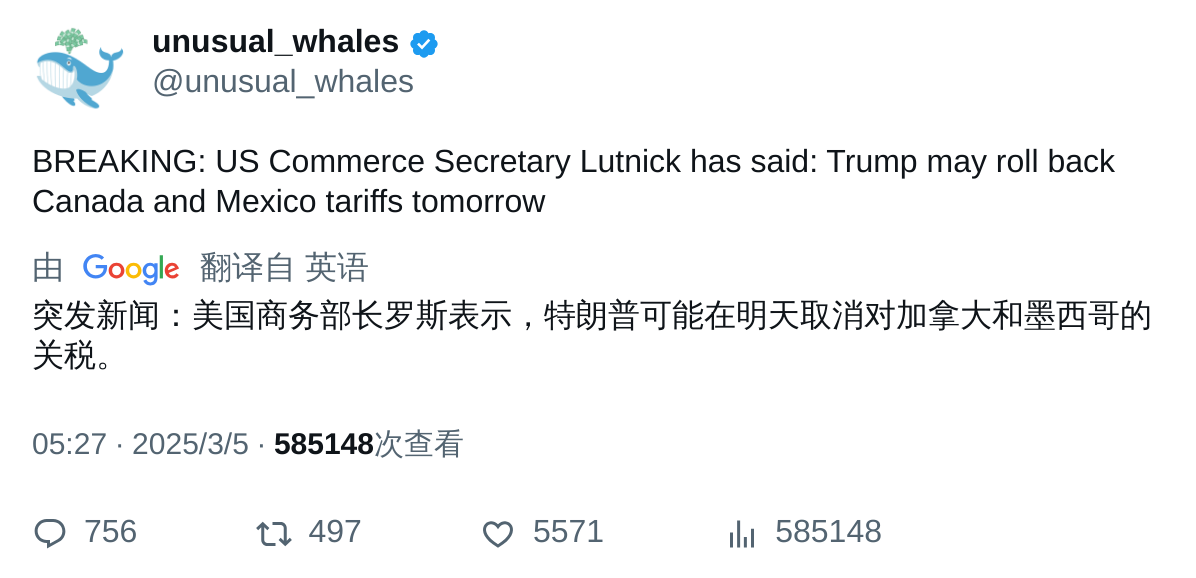 unusual_whales
@unusual_whales
BREAKING: US Commerce Secretary Lutnick has said: Trump may roll back
Canada and Mexico tariffs tomorrow
由 Google 翻译自 英语
突发新闻：美国商务部长罗斯表示，特朗普可能在明天取消对加拿大和墨西哥的
关税。
05:27 · 2025/3/5 · 585148次查看
756 497 5571 585148